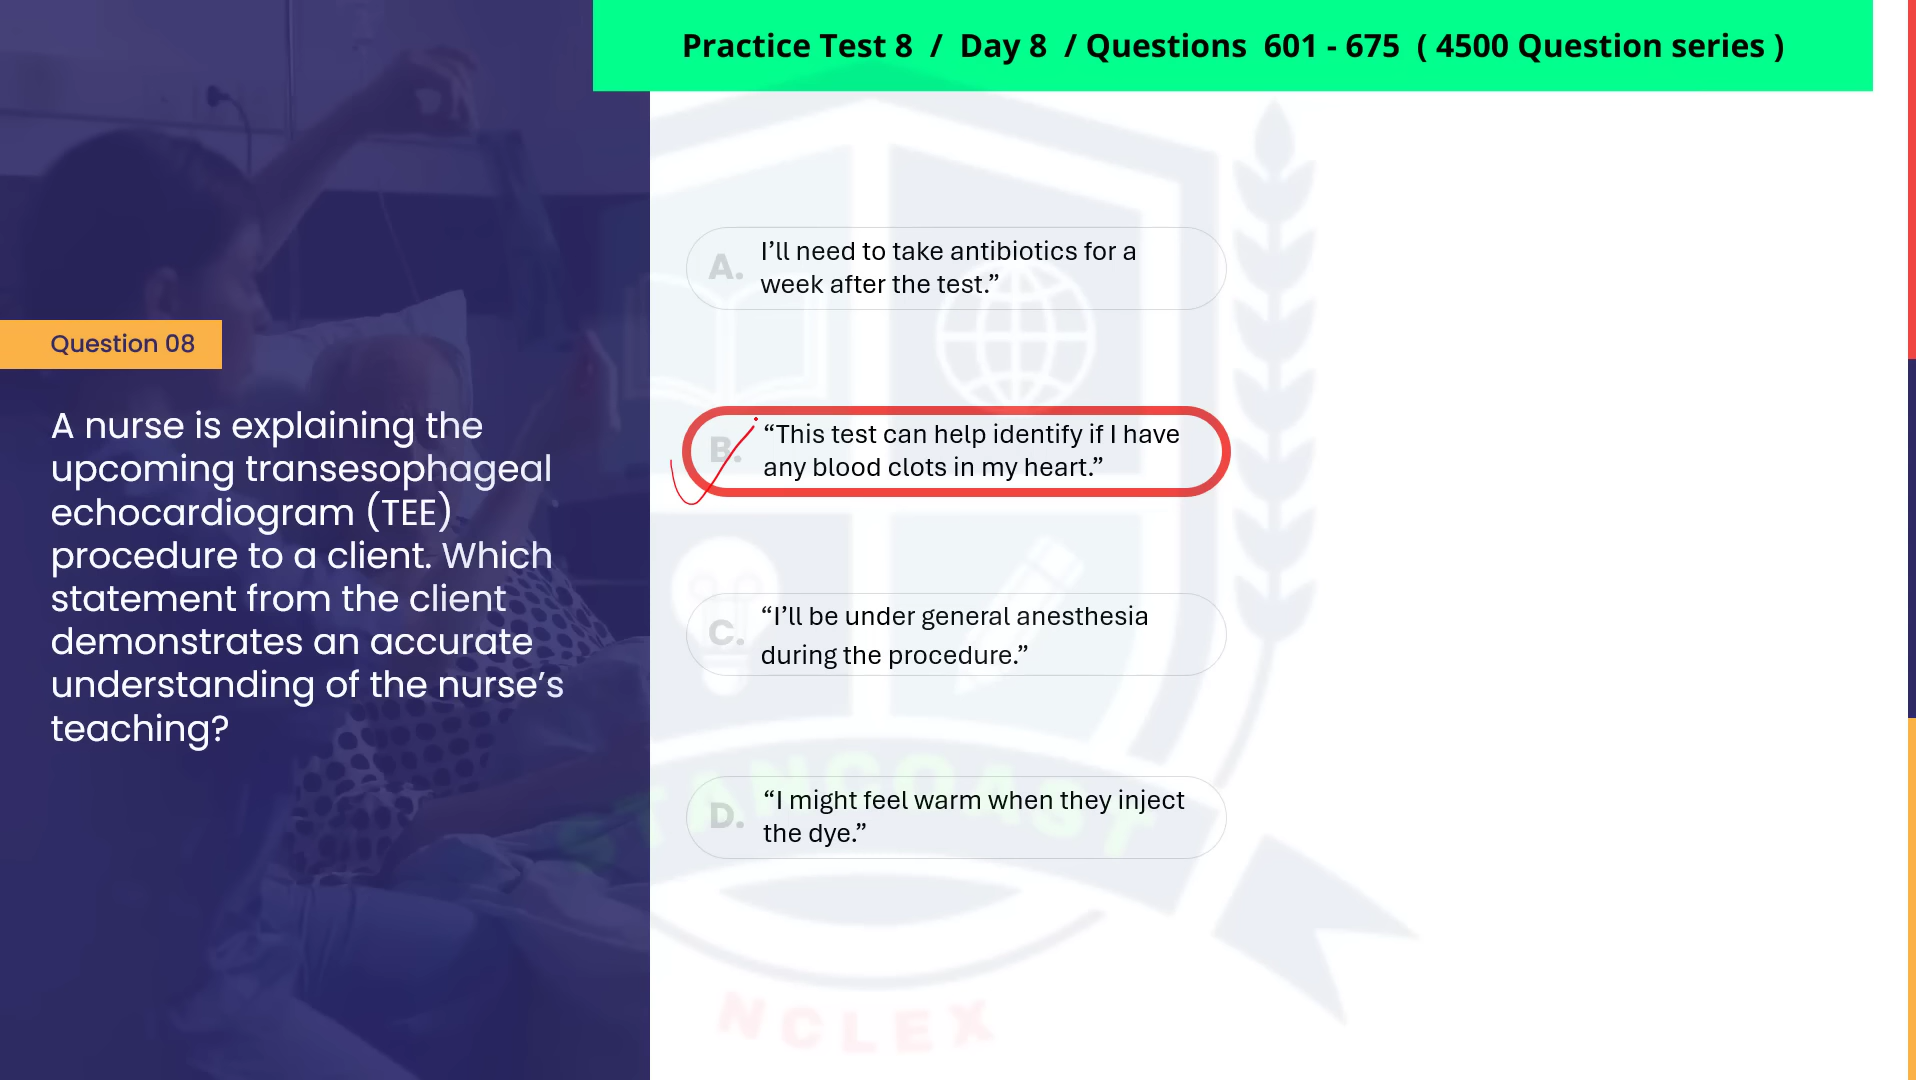 Practice Test 8 / Day 8 / Questions 601 - 675 ( 4500 Question series )
Question 08
A nurse is explaining the
upcoming transesophageal
echocardiogram (TEE)
procedure to a client. Which
statement from the client
demonstrates an accurate
understanding of the nurse’s
teaching?
A. I’ll need to take antibiotics for a
week after the test.”
B. “This test can help identify if I have
any blood clots in my heart.”
C. “I’ll be under general anesthesia
during the procedure.”
D. “I might feel warm when they inject
the dye.”
TANCOAST
NCLEX